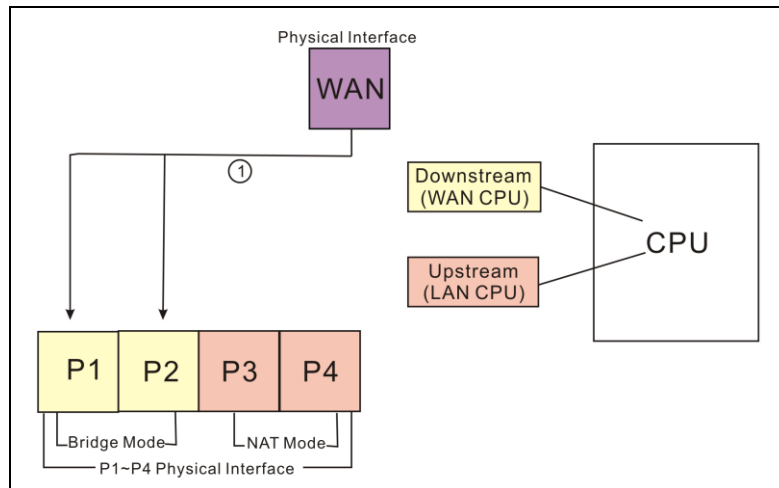 Physical Interface
WAN
①
Downstream
(WAN CPU)
CPU
Upstream
(LAN CPU)
P1 P2 P3 P4
Bridge Mode NAT Mode
P1~P4 Physical Interface